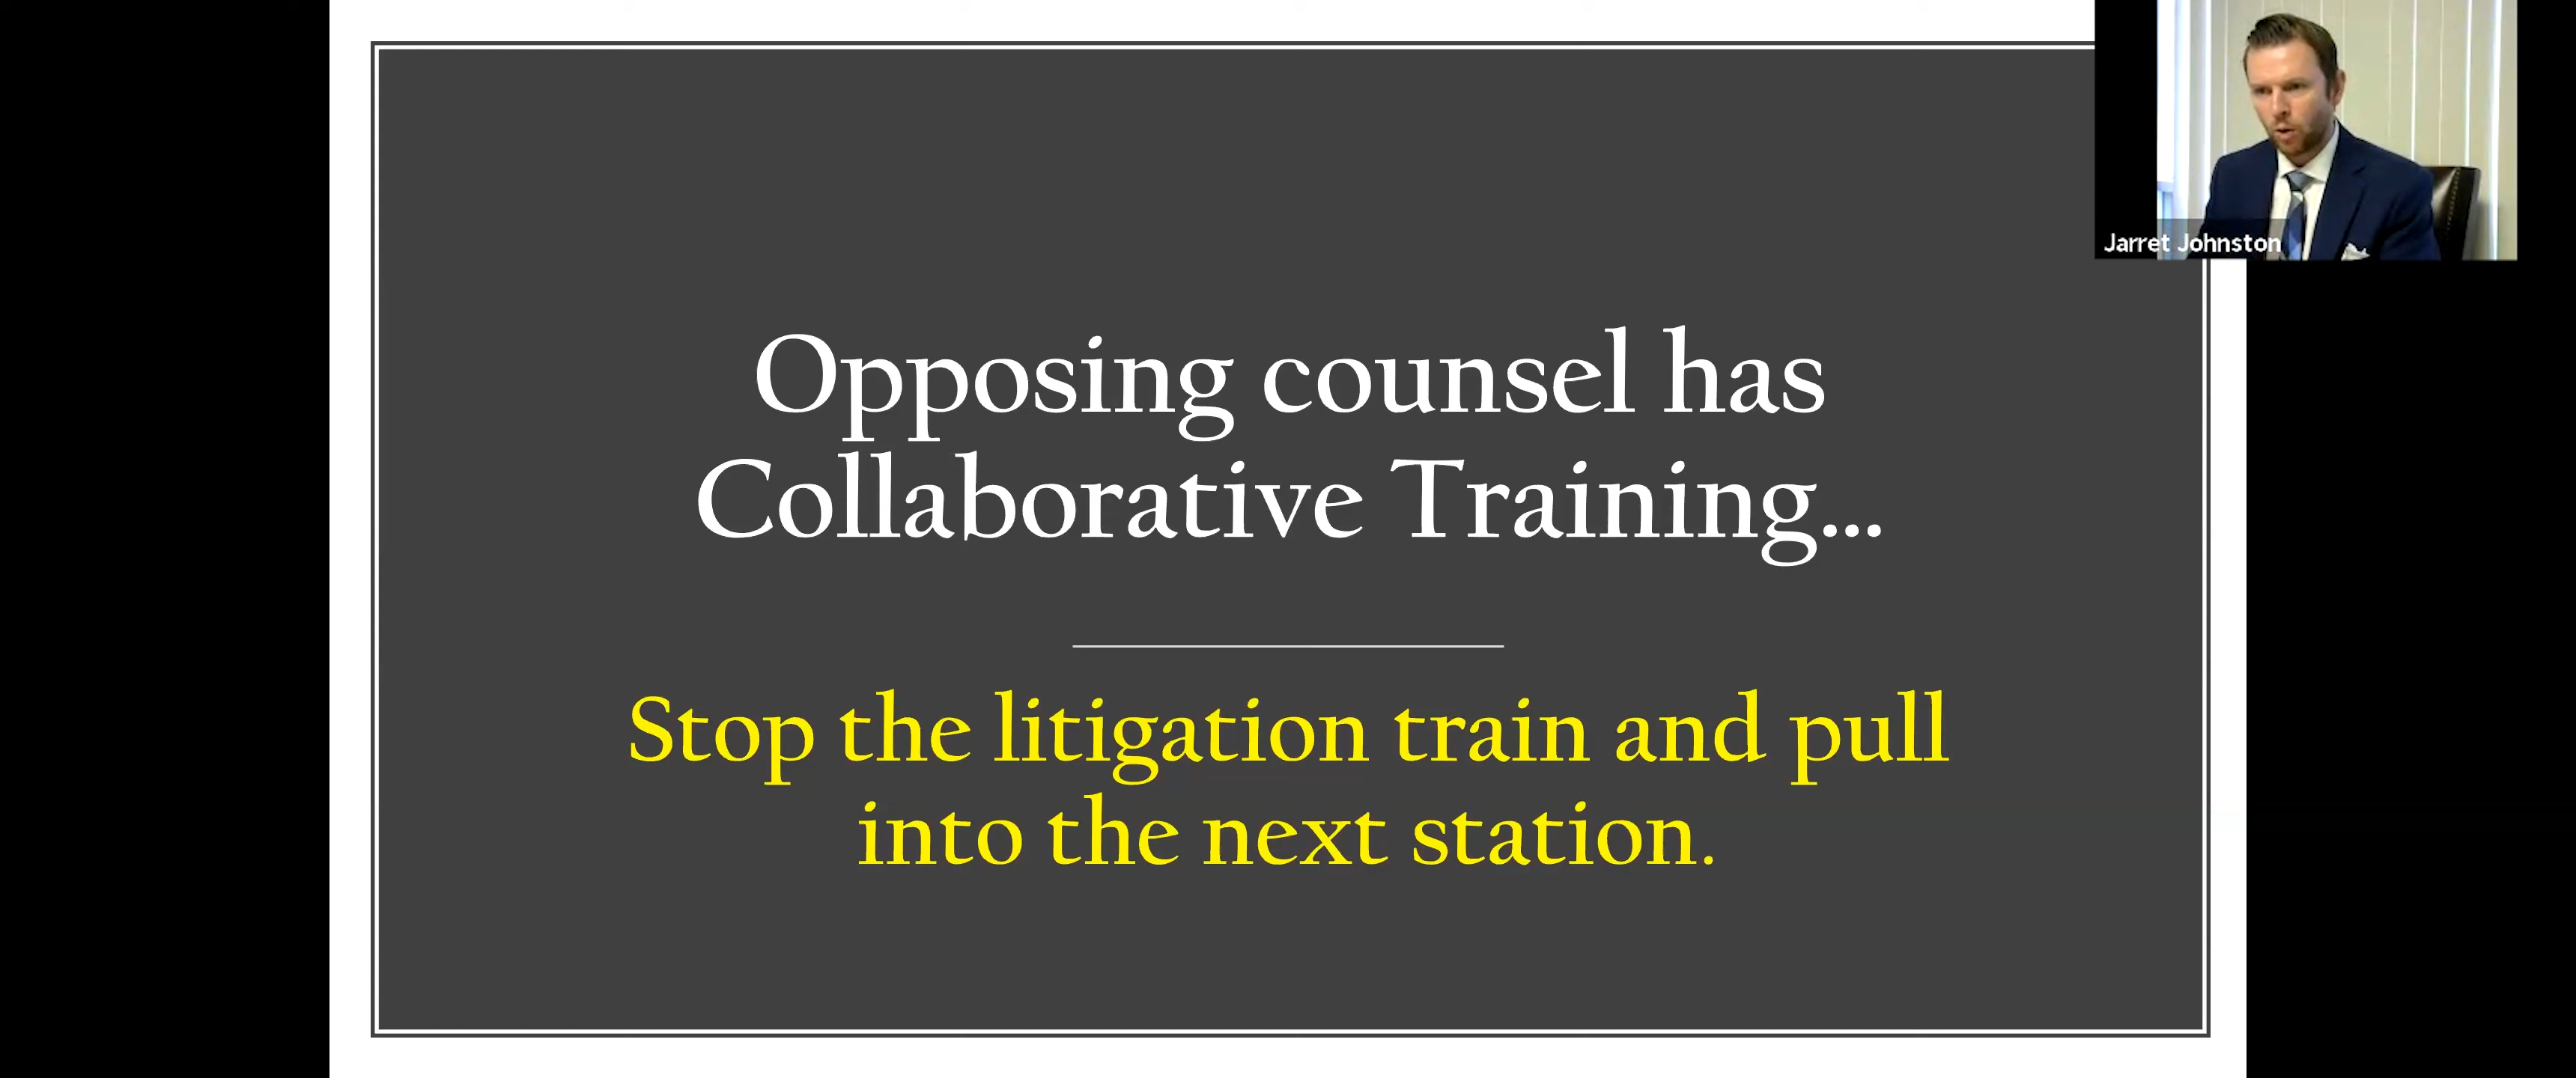 Opposing counsel has
Collaborative Training...
Stop the litigation train and pull
into the next station.
Jarret Johnston